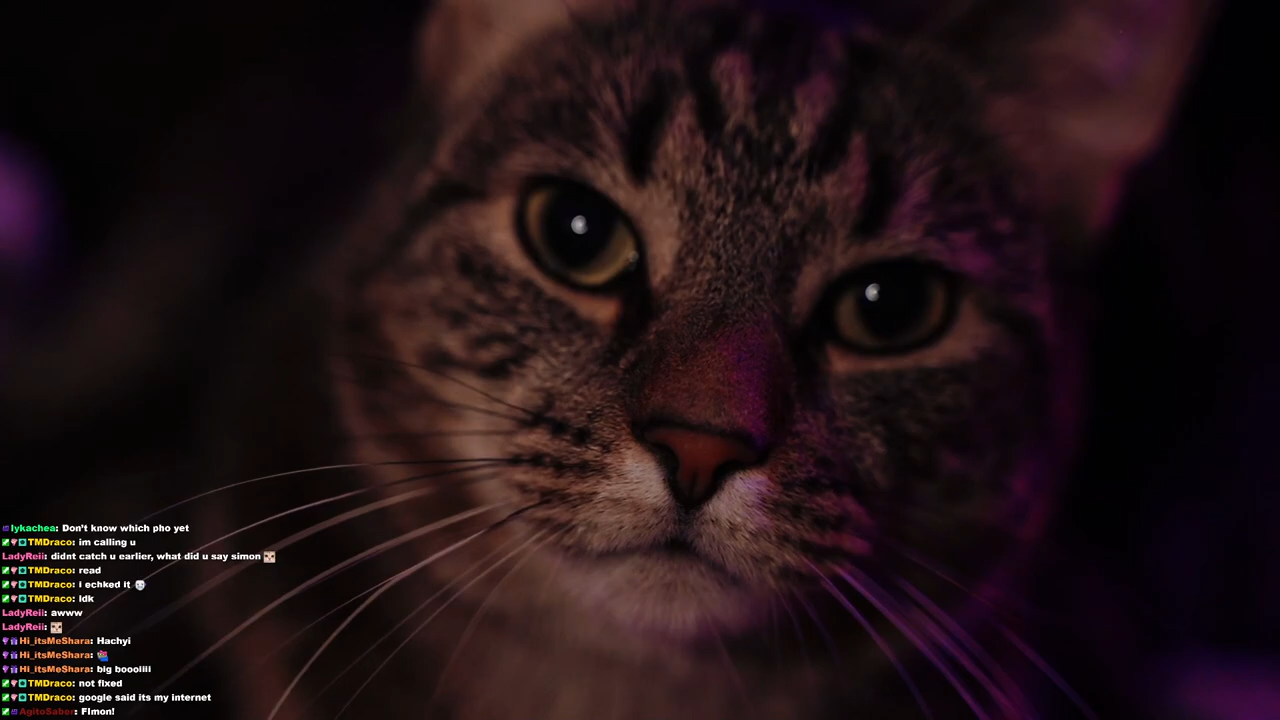 lykachea: Don't know which pho yet
TMDraco: im calling u
LadyReii: didnt catch u earlier, what did u say simon
TMDraco: read
TMDraco: i echked it
TMDraco: idk
LadyReii: awww
LadyReii:
Hi_itsMeShara: Hachyi
Hi_itsMeShara:
Hi_itsMeShara: big boooiiii
TMDraco: not fixed
TMDraco: google said its my internet
AgitoSaber: F1mon!